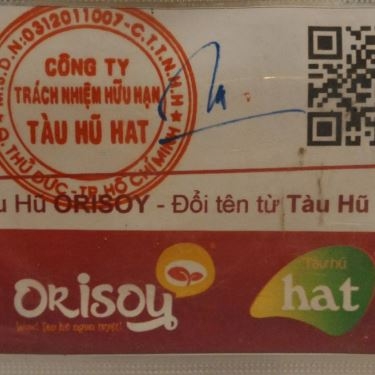 M.S.D.N:0312011007-C.T.T.N.H.H
CÔNG TY
TRÁCH NHIỆM HỮU HẠN
TÀU HŨ HAT
THỦ ĐỨC-TP. HỒ CHÍ MINH
u Hũ ORISOY - Đổi tên từ Tàu Hũ
ORISOY
Tàu hũ
hat